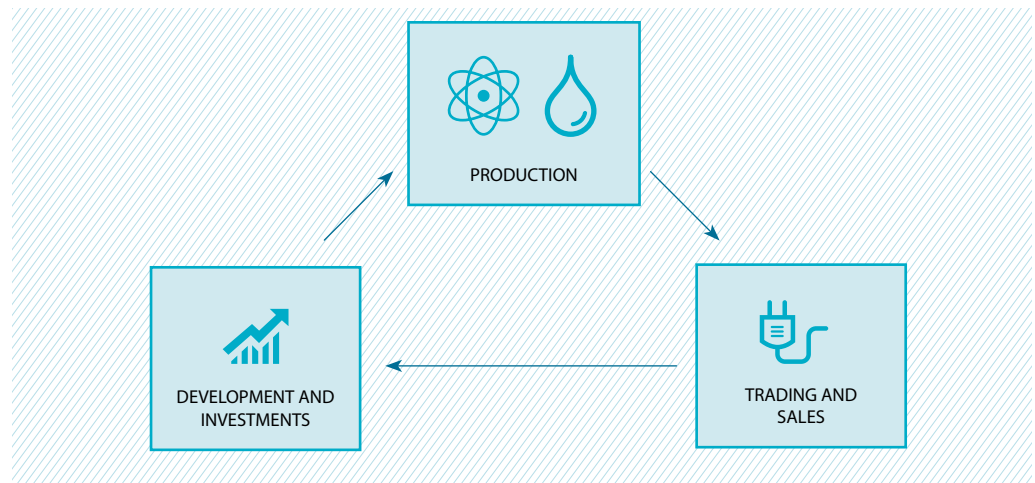 PRODUCTION
DEVELOPMENT AND
INVESTMENTS
TRADING AND
SALES